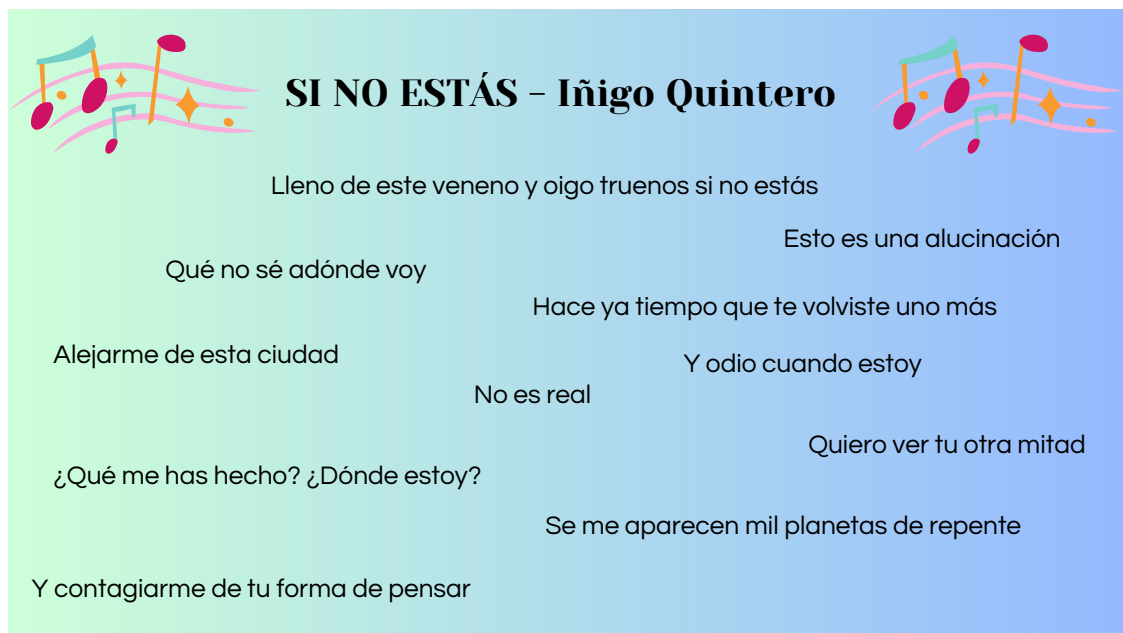 SI NO ESTÁS - Iñigo Quintero
Lleno de este veneno y oigo truenos si no estás
Esto es una alucinación
Qué no sé adónde voy
Hace ya tiempo que te volviste uno más
Alejarme de esta ciudad
Y odio cuando estoy
No es real
Quiero ver tu otra mitad
¿Qué me has hecho? ¿Dónde estoy?
Se me aparecen mil planetas de repente
Y contagiarme de tu forma de pensar